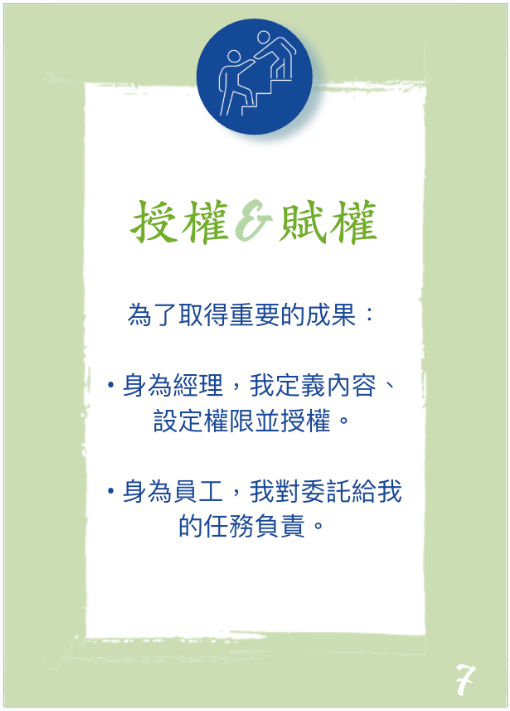 授權&賦權
為了取得重要的成果：
• 身為經理，我定義內容、
設定權限並授權。
• 身為員工，我對委託給我
的任務負責。
7